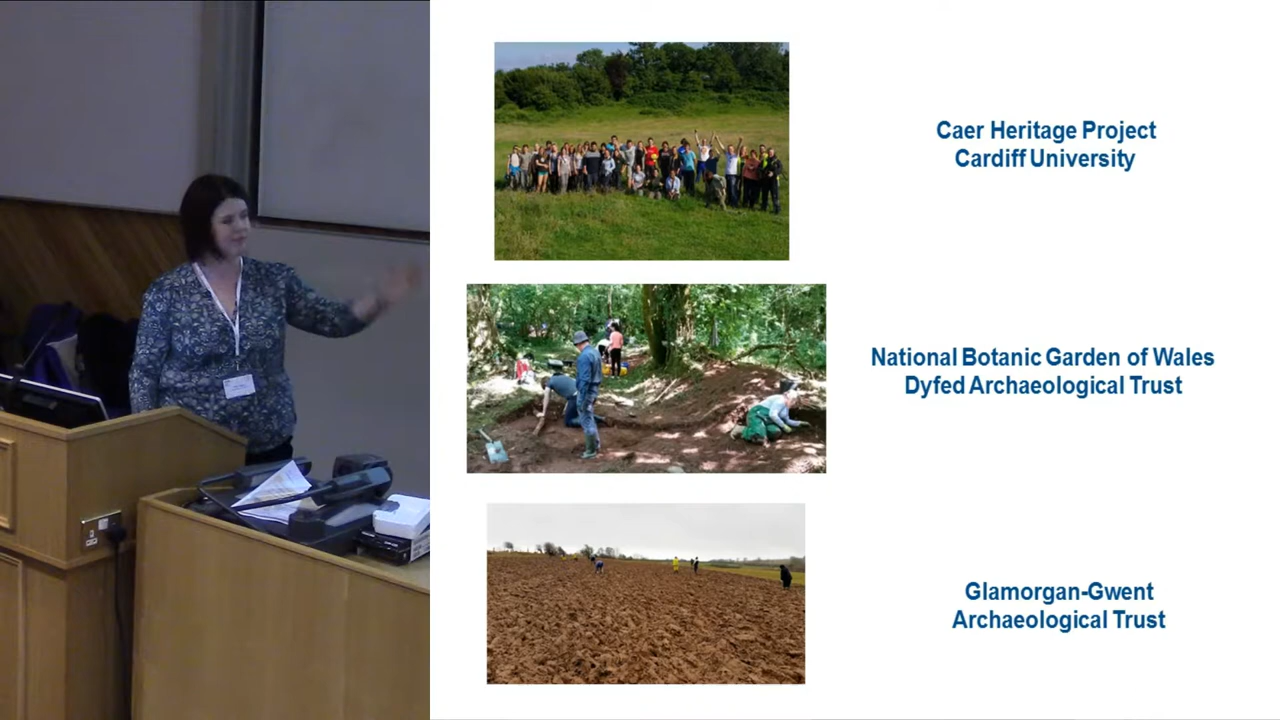 Caer Heritage Project
Cardiff University
National Botanic Garden of Wales
Dyfed Archaeological Trust
Glamorgan-Gwent
Archaeological Trust